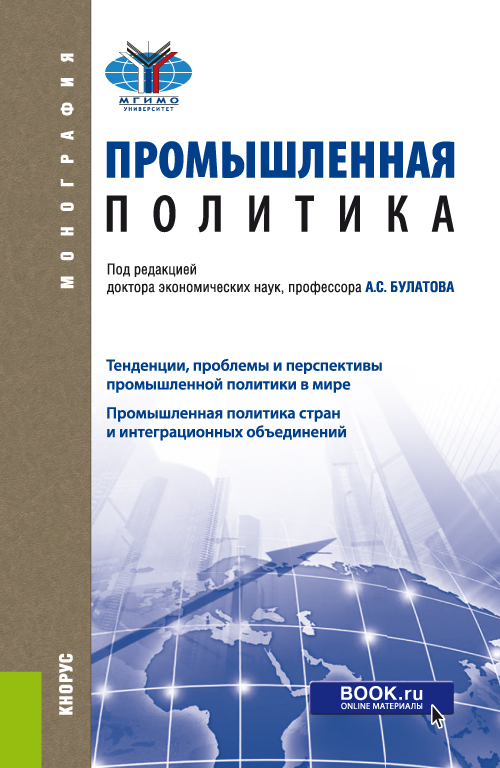 МОНОГРАФИЯ
МГИМО
УНИВЕРСИТЕТ
ПРОМЫШЛЕННАЯ
ПОЛИТИКА
Под редакцией
доктора экономических наук, профессора А.С. БУЛАТОВА
Тенденции, проблемы и перспективы
промышленной политики в мире
Промышленная политика стран
и интеграционных объединений
КНОРУС
BOOK.ru
ONLINE МАТЕРИАЛЫ